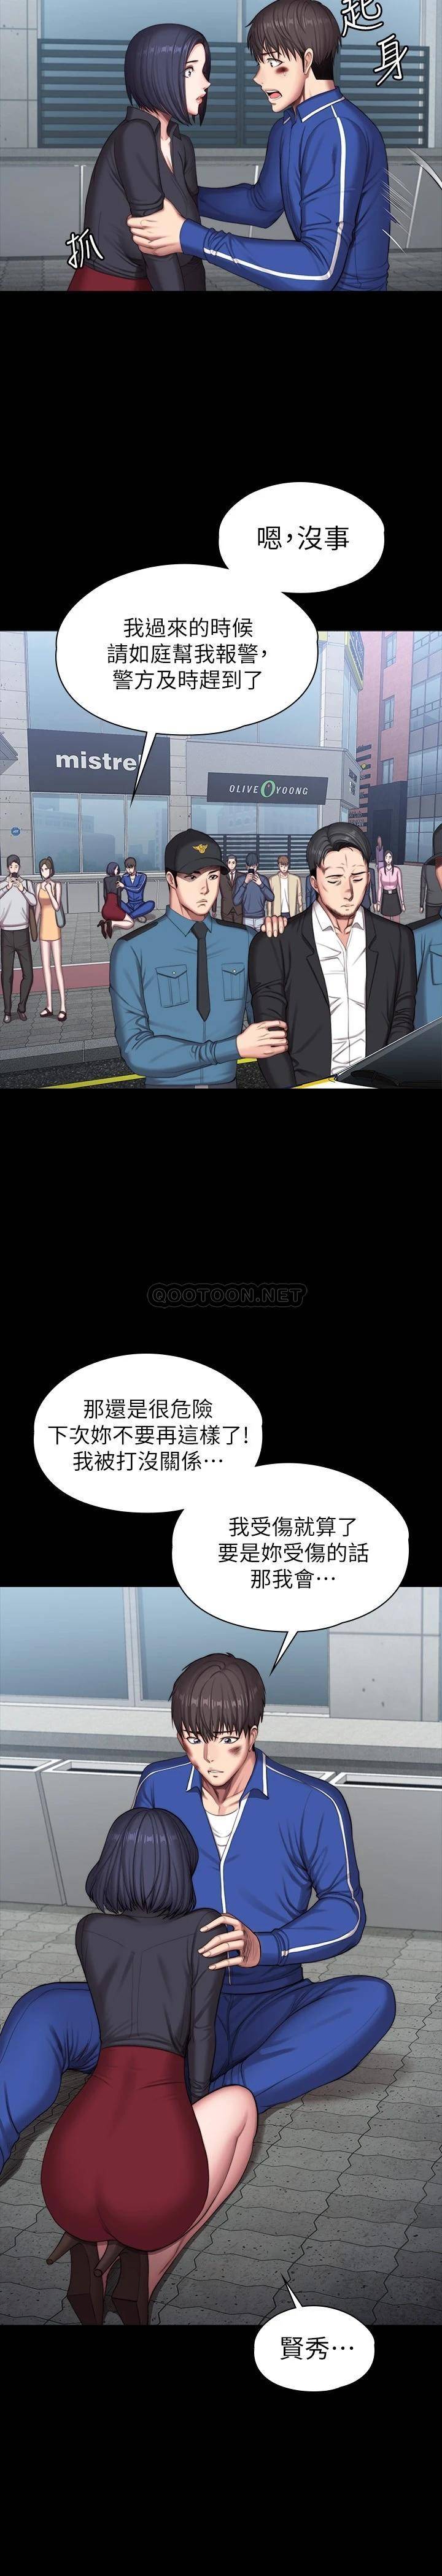 起身
抓
嗯，沒事
我過來的時候
請如庭幫我報警，
警方及時趕到了
mistrel
OLIVE YOONG
QOOTOON.NET
那還是很危險
下次妳不要再這樣了！
我被打沒關係⋯
我受傷就算了
要是妳受傷的話
那我會⋯
賢秀⋯